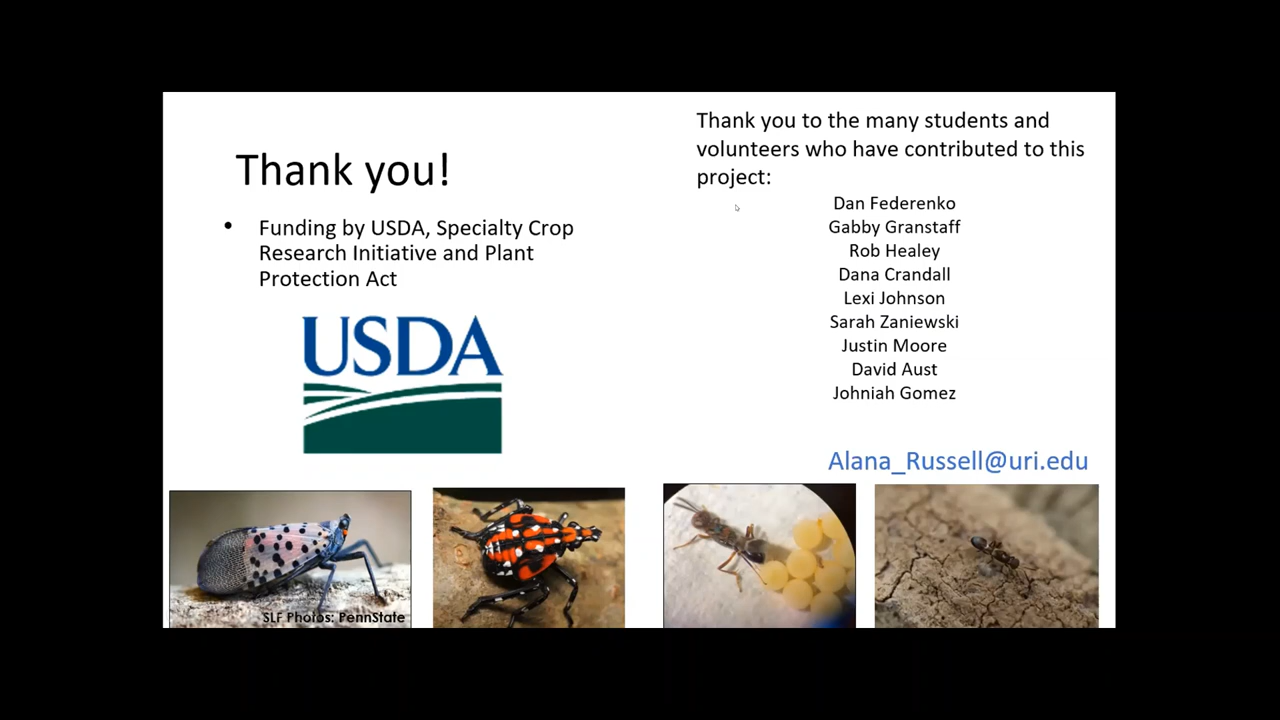 Thank you!
• Funding by USDA, Specialty Crop
Research Initiative and Plant
Protection Act
USDA
Thank you to the many students and
volunteers who have contributed to this
project:
Dan Federenko
Gabby Granstaff
Rob Healey
Dana Crandall
Lexi Johnson
Sarah Zaniewski
Justin Moore
David Aust
Johniah Gomez
Alana_Russell@uri.edu
SLF Photos: PennState